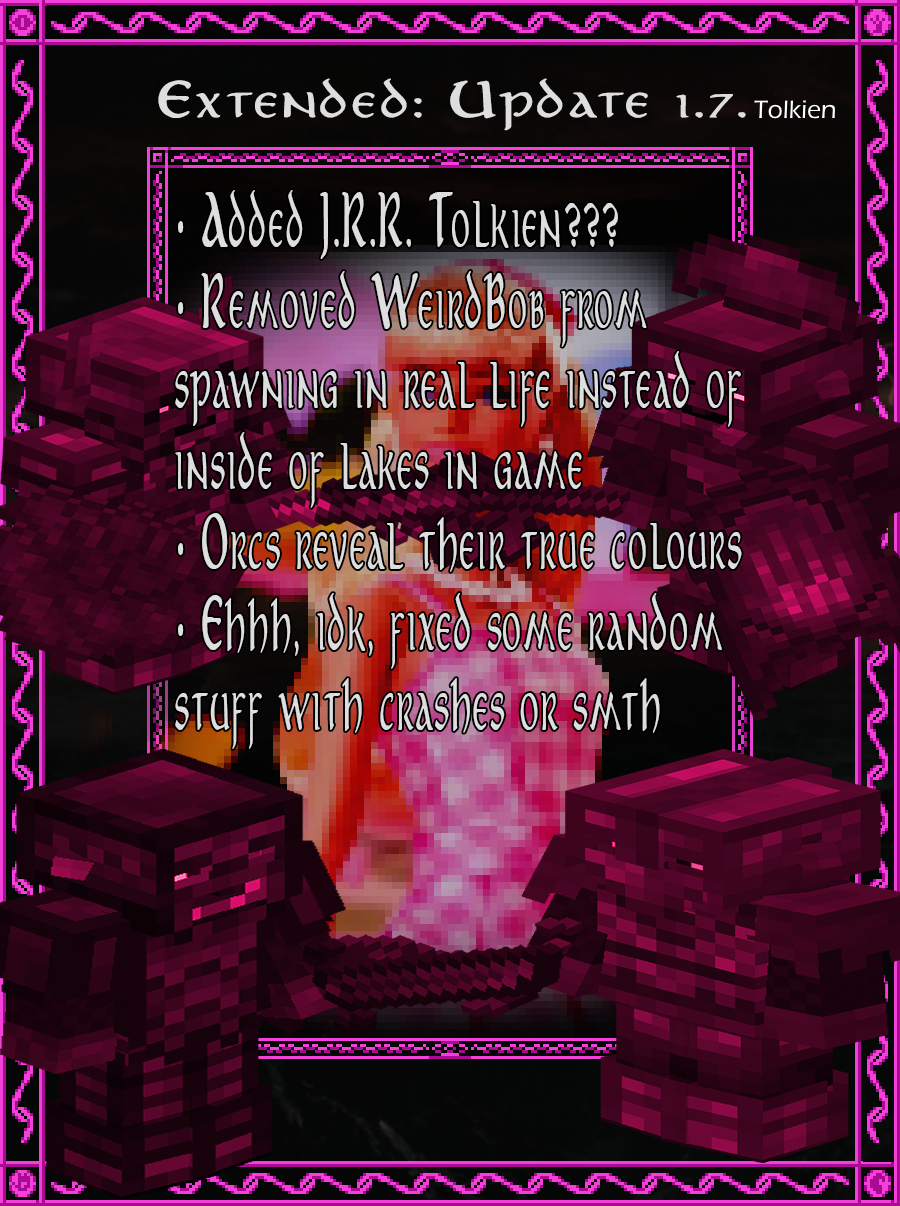 Extended: Update 1.7. Tolkien
· Added J.R.R. Tolkien???
· Removed WeirdBob from
spawning in real life instead of
inside of lakes in game
· Orcs reveal their true colours
· Ehhh, idk, fixed some random
stuff with crashes or smth